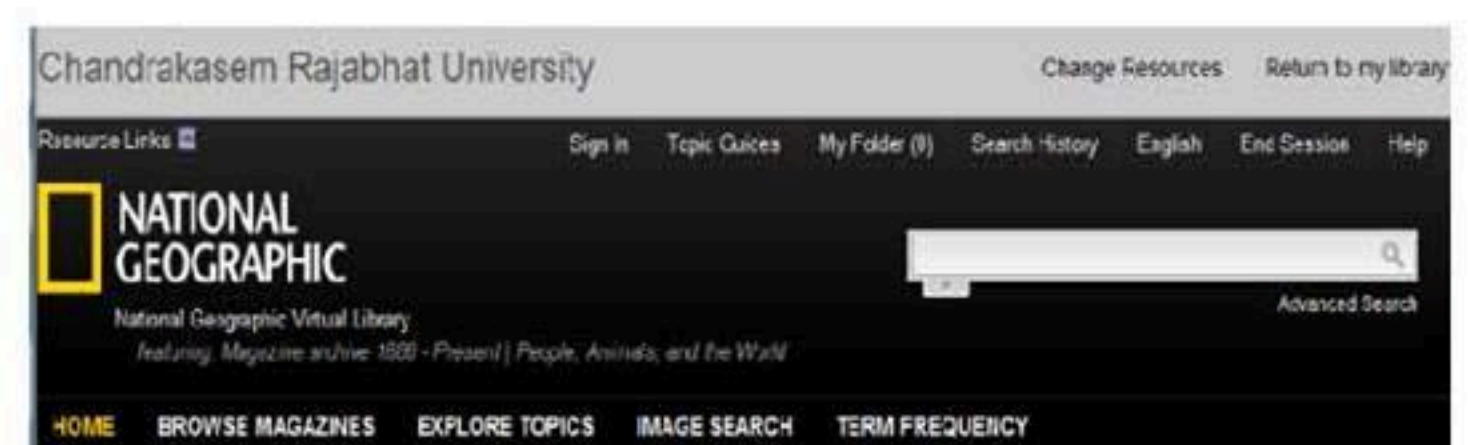 Chandrakasem Rajabhat University Change Resources Return to my library
Resource Links Sign in Topic Guides My Folder (0) Search History English End Session Help
NATIONAL
GEOGRAPHIC
Advanced Search
National Geographic Virtual Library
featuring: Magazine archive 1888 - Present | People, Animals, and the World
HOME BROWSE MAGAZINES EXPLORE TOPICS IMAGE SEARCH TERM FREQUENCY